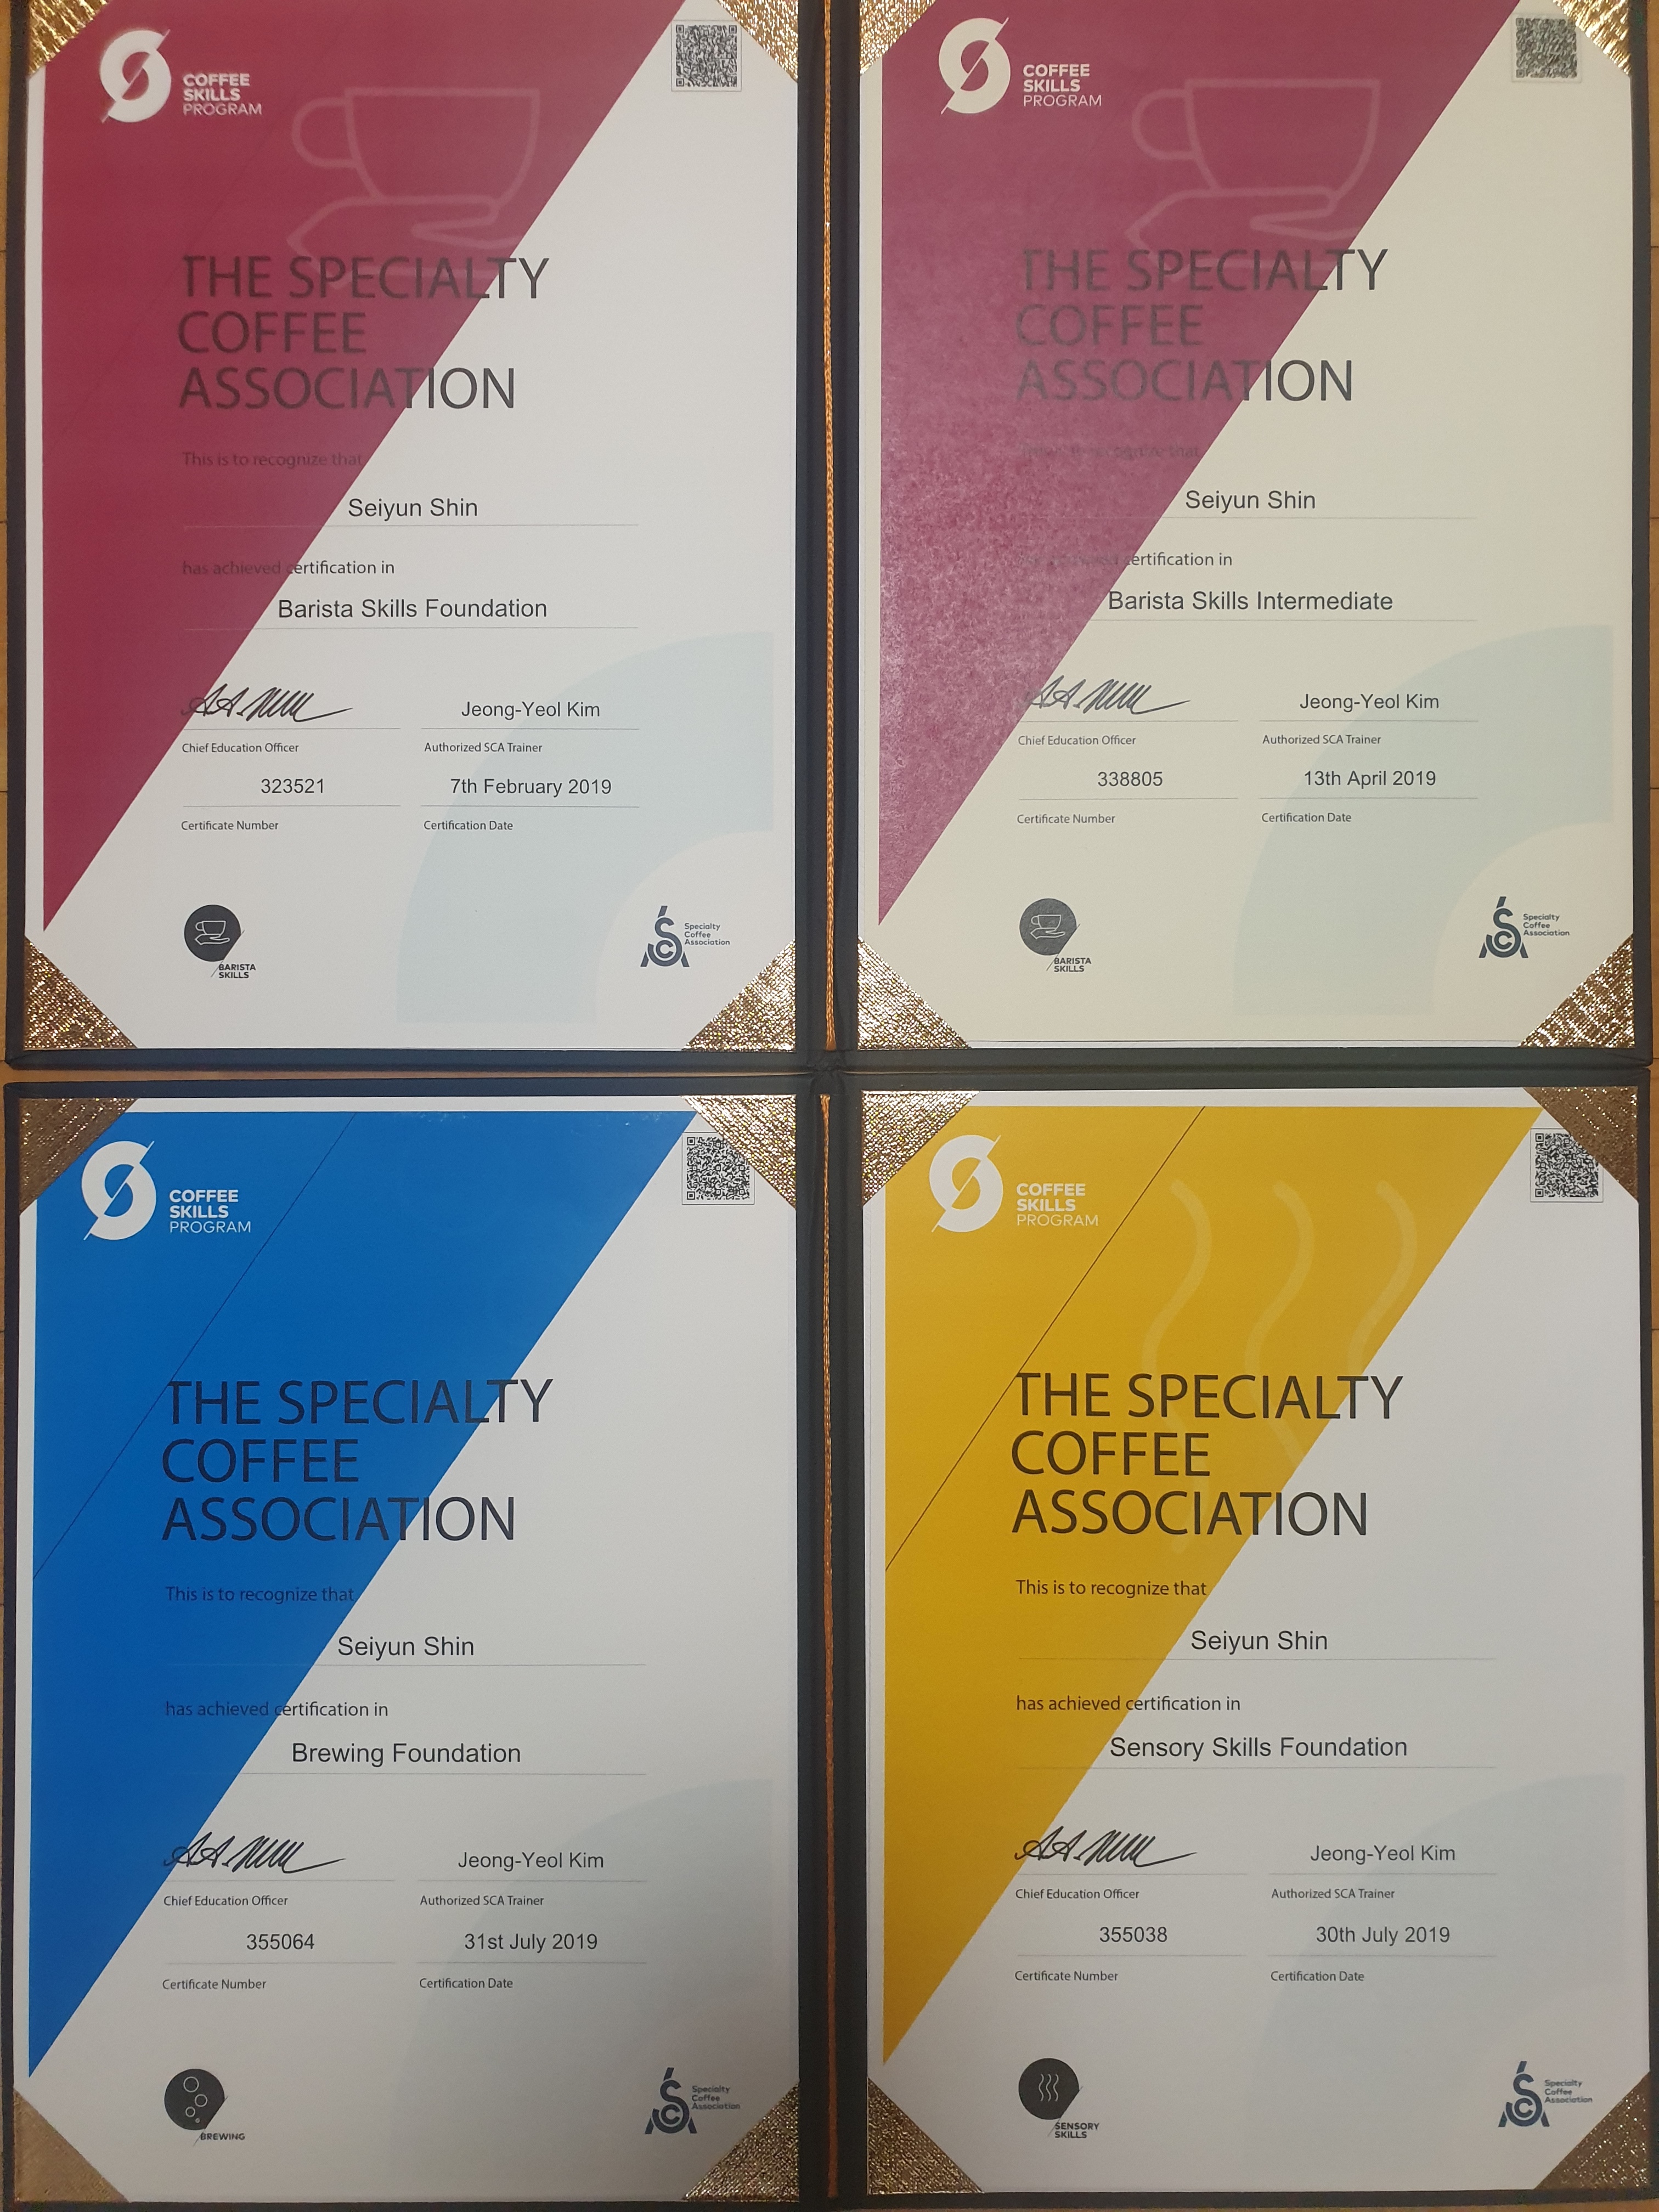 COFFEE
SKILLS
PROGRAM
THE SPECIALTY
COFFEE
ASSOCIATION
This is to recognize that
Seiyun Shin
has achieved certification in
Barista Skills Foundation
Jeong-Yeol Kim
Chief Education Officer
Authorized SCA Trainer
323521
7th February 2019
Certificate Number
Certification Date
BARISTA
SKILLS
Specialty
Coffee
Association
COFFEE
SKILLS
PROGRAM
THE SPECIALTY
COFFEE
ASSOCIATION
that
Seiyun Shin
certification in
Barista Skills Intermediate
Jeong-Yeol Kim
Chief Education Officer
Authorized SCA Trainer
338805
13th April 2019
Certificate Number
Certification Date
BARISTA
SKILLS
Specialty
Coffee
Association
COFFEE
SKILLS
PROGRAM
THE SPECIALTY
COFFEE
ASSOCIATION
This is to recognize that
Seiyun Shin
has achieved certification in
Brewing Foundation
Jeong-Yeol Kim
Chief Education Officer
Authorized SCA Trainer
355064
31st July 2019
Certificate Number
Certification Date
BREWING
Specialty
Coffee
Association
COFFEE
SKILLS
PROGRAM
THE SPECIALTY
COFFEE
ASSOCIATION
This is to recognize that
Seiyun Shin
has achieved certification in
Sensory Skills Foundation
Jeong-Yeol Kim
Chief Education Officer
Authorized SCA Trainer
355038
30th July 2019
Certificate Number
Certification Date
SENSORY
SKILLS
Specialty
Coffee
Association